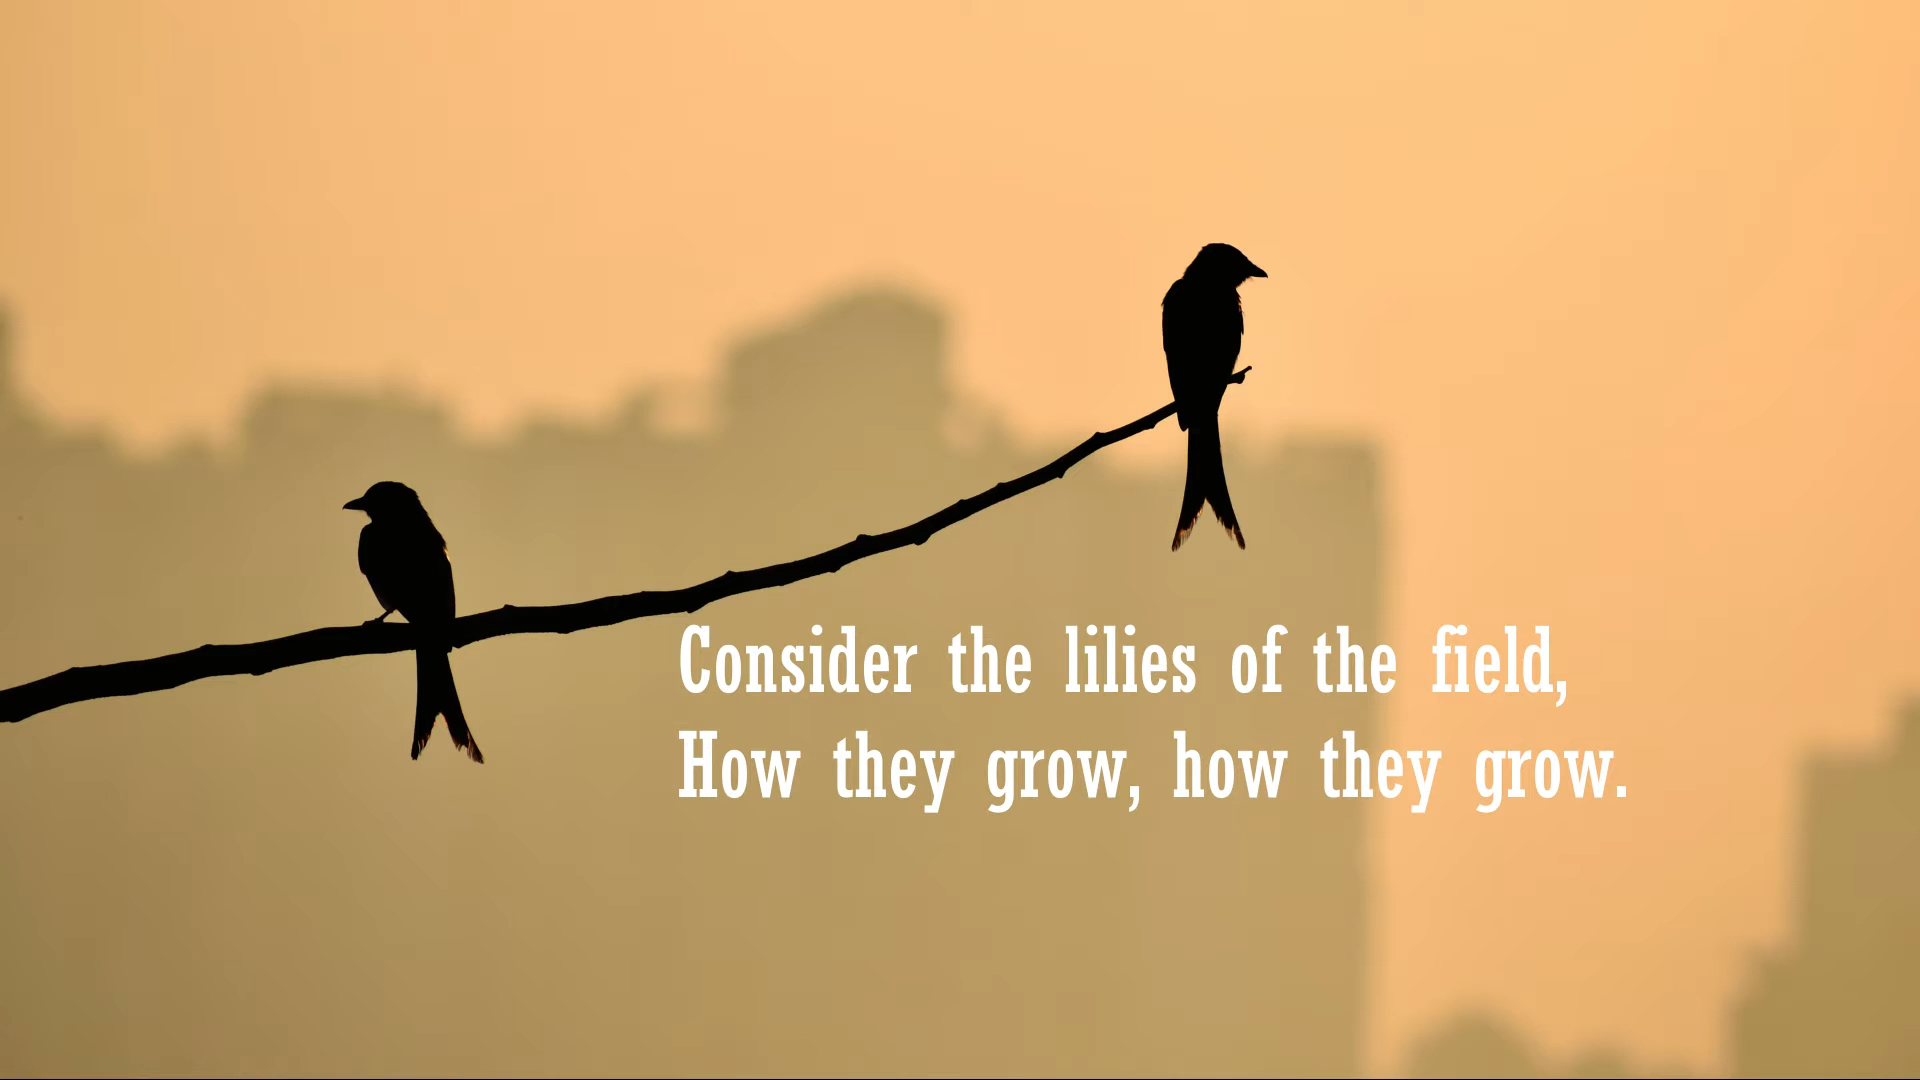 Consider the lilies of the field,
How they grow, how they grow.